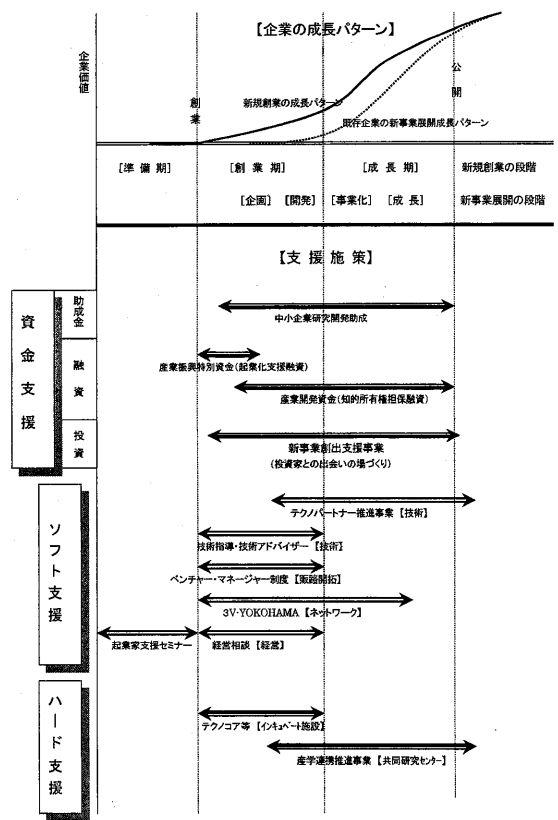 【企業の成長パターン】
企業価値
創業
公開
新規創業の成長パターン
既存企業の新事業展開成長パターン
[準備期] [創業期] [成長期] 新規創業の段階
[企画] [開発] [事業化] [成長] 新事業展開の段階
【支援施策】
資金支援
助成金
中小企業研究開発助成
融資
産業振興特別資金(起業化支援融資)
産業開発資金(知的所有権担保融資)
投資
新事業創出支援事業
(投資家との出会いの場づくり)
ソフト支援
テクノパートナー推進事業【技術】
技術指導・技術アドバイザー【技術】
ベンチャー・マネージャー制度【販路開拓】
3V-YOKOHAMA【ネットワーク】
起業家支援セミナー 経営相談【経営】
ハード支援
テクノコア等【インキュベート施設】
産学連携推進事業【共同研究センター】